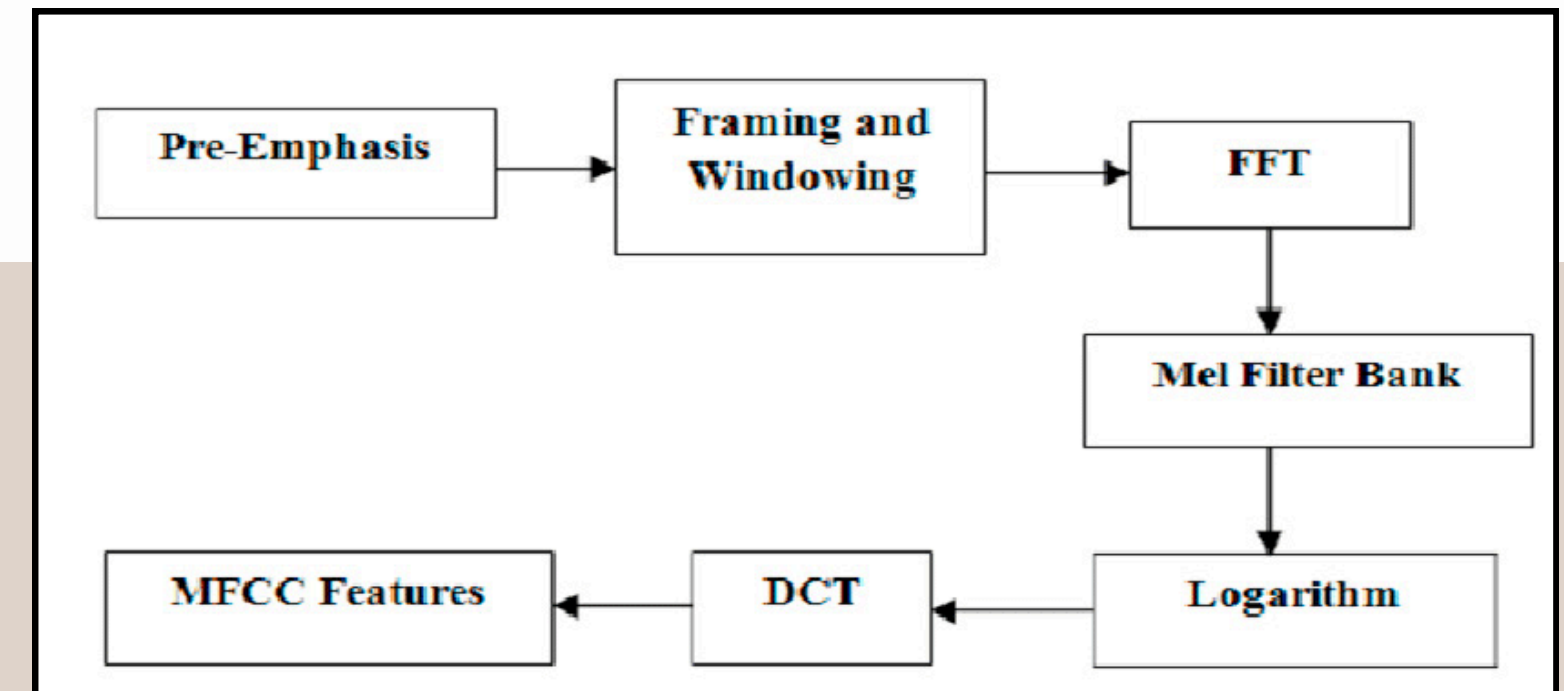 Pre-Emphasis
Framing and
Windowing
FFT
Mel Filter Bank
Logarithm
DCT
MFCC Features